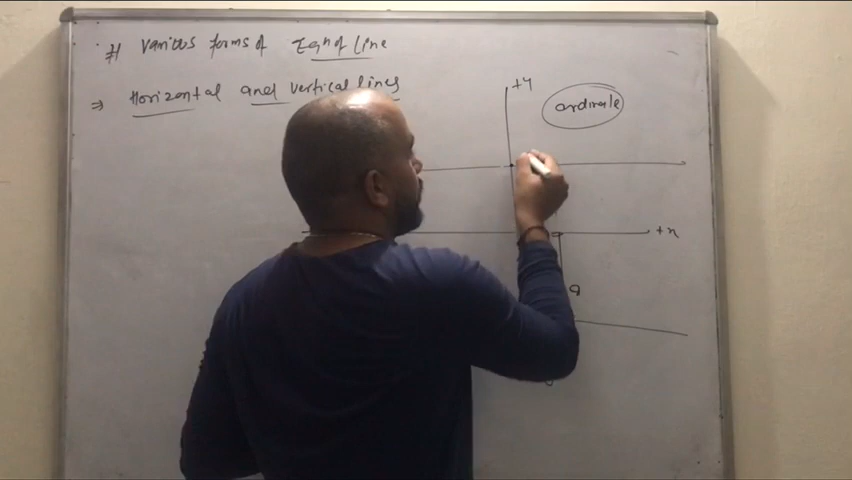 # Various forms of Eqn of Line
⇒ Horizontal and vertical lines
+y
ordinate
+x
a